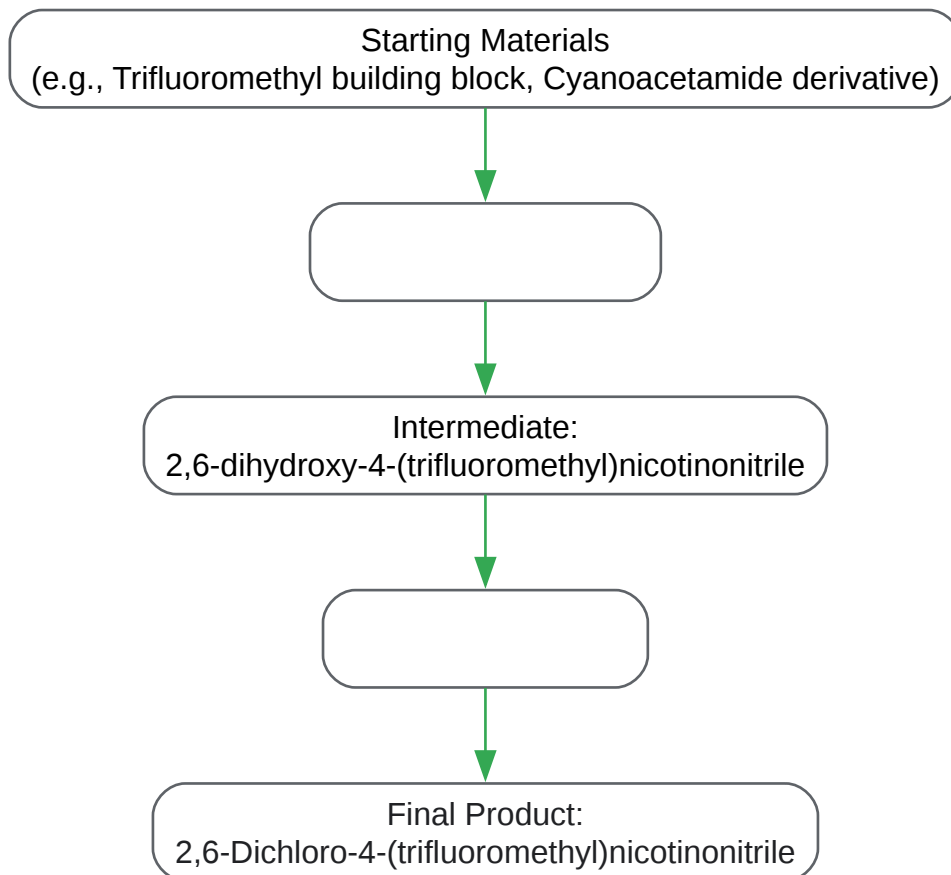 Starting Materials
(e.g., Trifluoromethyl building block, Cyanoacetamide derivative)
Intermediate:
2,6-dihydroxy-4-(trifluoromethyl)nicotinonitrile
Final Product:
2,6-Dichloro-4-(trifluoromethyl)nicotinonitrile